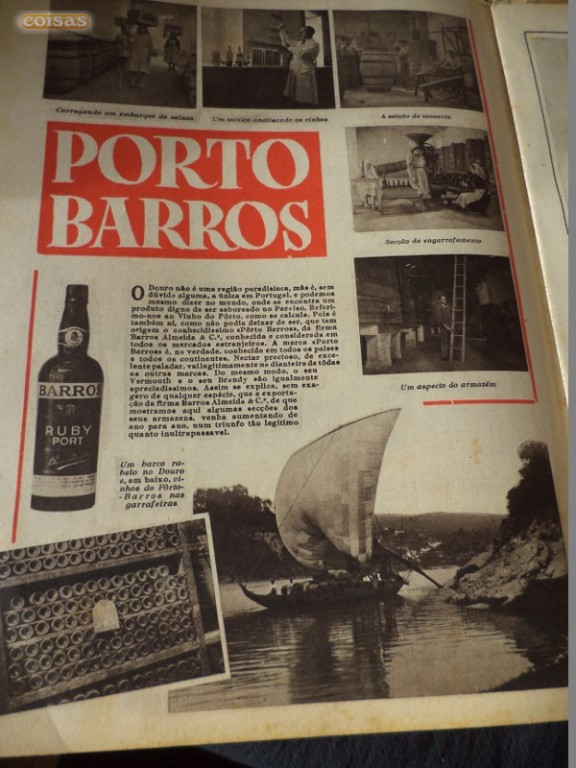 coisas
Carregando um embarque de caixas
Um técnico analisando os vinhos
A secção de tanoaria
PORTO
BARROS
Secção de engarrafamento
O Douro não é uma região paradisíaca, mas é, sem
dúvida alguma, a única em Portugal, e podemos
mesmo dizer no mundo, onde se encontra um
produto digno de ser saboreado no Paraíso. Referi-
mo-nos ao Vinho do Pôrto, como se calcula. Pois é
também aí, como não podia deixar de ser, que tem
origem o conhecidíssimo «Pôrto Barros», da firma
Barros Almeida & C.ª, conhecida e considerada em
todos os mercados estrangeiros. A marca «Porto
Barros» é, na verdade, conhecida em todos os países
e todos os continentes. Nectar precioso, de exce-
lente paladar, vai legitimamente na dianteira de tôdas
as outras marcas. Do mesmo modo, o seu
Vermouth e o seu Brandy são igualmente
apreciadíssimos. Assim se explica, sem exa-
gero de qualquer espécie, que a exporta-
ção da firma Barros Almeida & C.ª, de que
mostramos aqui algumas secções dos
seus armazens, venha aumentando de
ano para ano, num triunfo tão legítimo
quanto inultrapassavel.
BARROS
RUBY
PORT
Um aspecto do armazém
Um barco ra-
belo no Douro
e, em baixo, vi-
nhos do Pôrto-
-Barros nas
garrafeiras